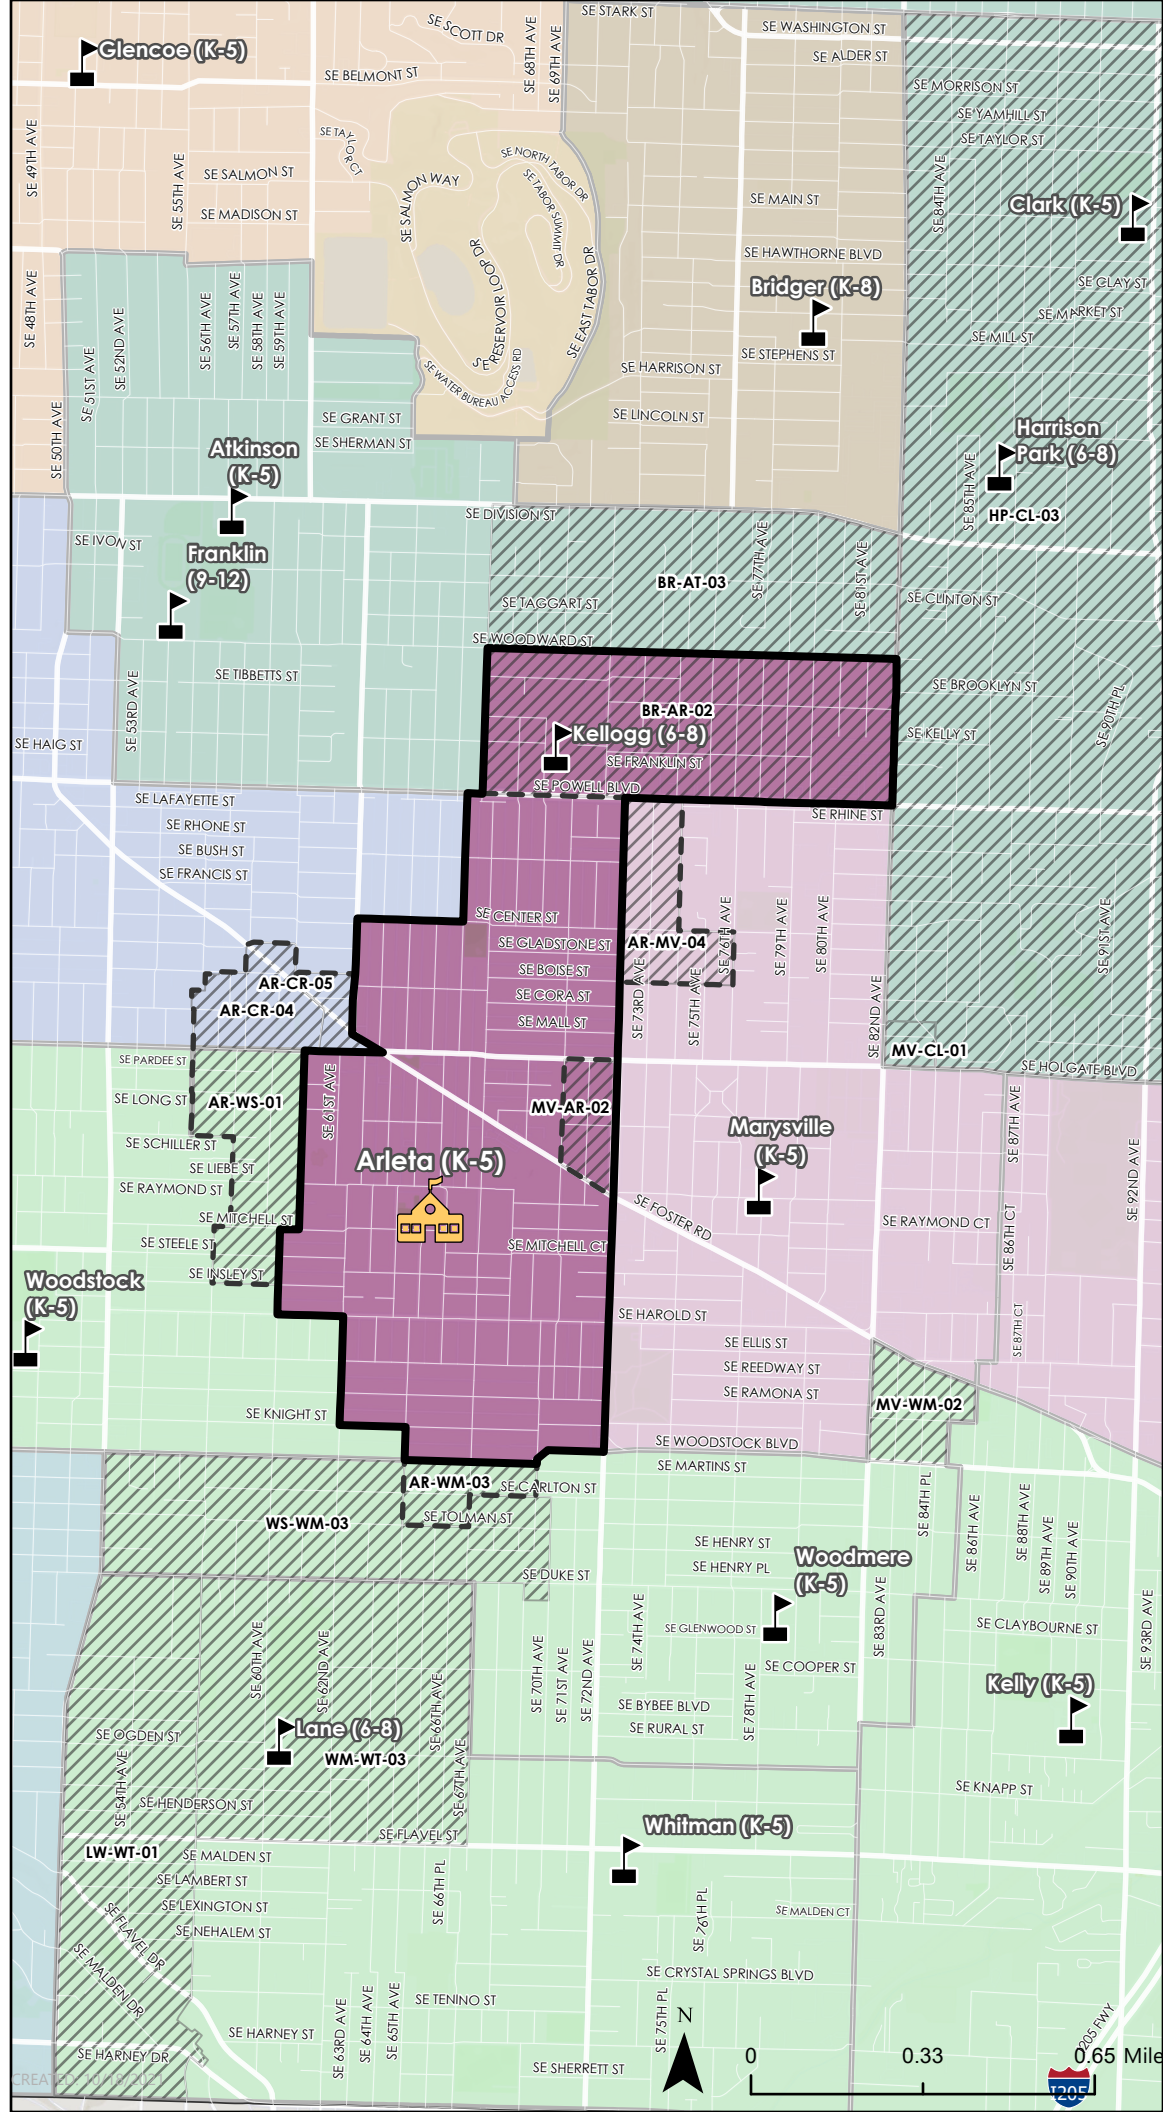 SE STARK ST
SE SCOTT DR
SE 68TH AVE
SE 69TH AVE
SE WASHINGTON ST
Glencoe (K-5)
SE ALDER ST
SE BELMONT ST
SE MORRISON ST
SE YAMHILL ST
SE TAYLOR ST
SE TAYLOR CT
SE 49TH AVE
SE 55TH AVE
SE NORTH TABOR DR
SE SALMON ST
SE SALMON WAY
SE TABOR SUMMIT DR
SE 84TH AVE
SE MAIN ST
Clark (K-5)
SE MADISON ST
SE HAWTHORNE BLVD
SE RESERVOIR LOOP DR
SE EAST TABOR DR
Bridger (K-8)
SE CLAY ST
SE 48TH AVE
SE 56TH AVE
SE 57TH AVE
SE 58TH AVE
SE 59TH AVE
SE 52ND AVE
SE 51ST AVE
SE MARKET ST
SE MILL ST
SE STEPHENS ST
SE HARRISON ST
SE WATER BUREAU ACCESS RD
SE GRANT ST
SE LINCOLN ST
SE 50TH AVE
SE SHERMAN ST
Atkinson
(K-5)
Harrison
Park (6-8)
SE 85TH AVE
HP-CL-03
SE DIVISION ST
SE IVON ST
Franklin
(9-12)
SE 77TH AVE
SE 81ST AVE
BR-AT-03
SE TAGGART ST
SE CLINTON ST
SE WOODWARD ST
SE TIBBETTS ST
SE 53RD AVE
SE BROOKLYN ST
SE 90TH PL
BR-AR-02
Kellogg (6-8)
SE KELLY ST
SE HAIG ST
SE FRANKLIN ST
SE POWELL BLVD
SE LAFAYETTE ST
SE RHINE ST
SE RHONE ST
SE BUSH ST
SE FRANCIS ST
SE CENTER ST
SE GLADSTONE ST
AR-MV-04
SE 76TH AVE
SE 79TH AVE
SE 80TH AVE
SE 91ST AVE
SE BOISE ST
AR-CR-05
SE CORA ST
SE 73RD AVE
SE 75TH AVE
AR-CR-04
SE MALL ST
SE 82ND AVE
MV-CL-01
SE PARDEE ST
SE HOLGATE BLVD
SE LONG ST
AR-WS-01
SE 61ST AVE
MV-AR-02
SE 87TH AVE
Marysville
(K-5)
SE SCHILLER ST
SE LIEBE ST
Arleta (K-5)
SE 92ND AVE
SE RAYMOND ST
SE FOSTER RD
SE MITCHELL ST
SE RAYMOND CT
SE 86TH CT
SE STEELE ST
SE MITCHELL CT
SE INSLEY ST
Woodstock
(K-5)
SE HAROLD ST
SE 87TH CT
SE ELLIS ST
SE REEDWAY ST
SE RAMONA ST
MV-WM-02
SE KNIGHT ST
SE WOODSTOCK BLVD
SE MARTINS ST
AR-WM-03
SE CARLTON ST
SE 84TH PL
WS-WM-03
SE TOLMAN ST
SE 86TH AVE
SE 88TH AVE
SE 89TH AVE
SE 90TH AVE
SE HENRY ST
SE HENRY PL
Woodmere
(K-5)
SE DUKE ST
SE 83RD AVE
SE 93RD AVE
SE GLENWOOD ST
SE CLAYBOURNE ST
SE 60TH AVE
SE 62ND AVE
SE 74TH AVE
SE 70TH AVE
SE 71ST AVE
SE 72ND AVE
SE COOPER ST
SE 78TH AVE
Kelly (K-5)
SE 66TH AVE
SE BYBEE BLVD
SE RURAL ST
SE OGDEN ST
Lane (6-8)
WM-WT-03
SE 54TH AVE
SE 67TH AVE
SE KNAPP ST
SE HENDERSON ST
SE FLAVEL ST
Whitman (K-5)
LW-WT-01
SE MALDEN ST
SE LAMBERT ST
SE 66TH PL
SE LEXINGTON ST
SE FLAVEL DR
SE NEHALEM ST
SE 76TH PL
SE MALDEN CT
SE MALDEN DR
SE CRYSTAL SPRINGS BLVD
SE TENINO ST
SE 63RD AVE
SE 64TH AVE
SE 65TH AVE
SE 75TH PL
N
SE HARNEY ST
205 FWY
SE HARNEY DR
SE SHERRETT ST
0
0.33
0.65 Mile
CREATED: 10/18/2021
I205